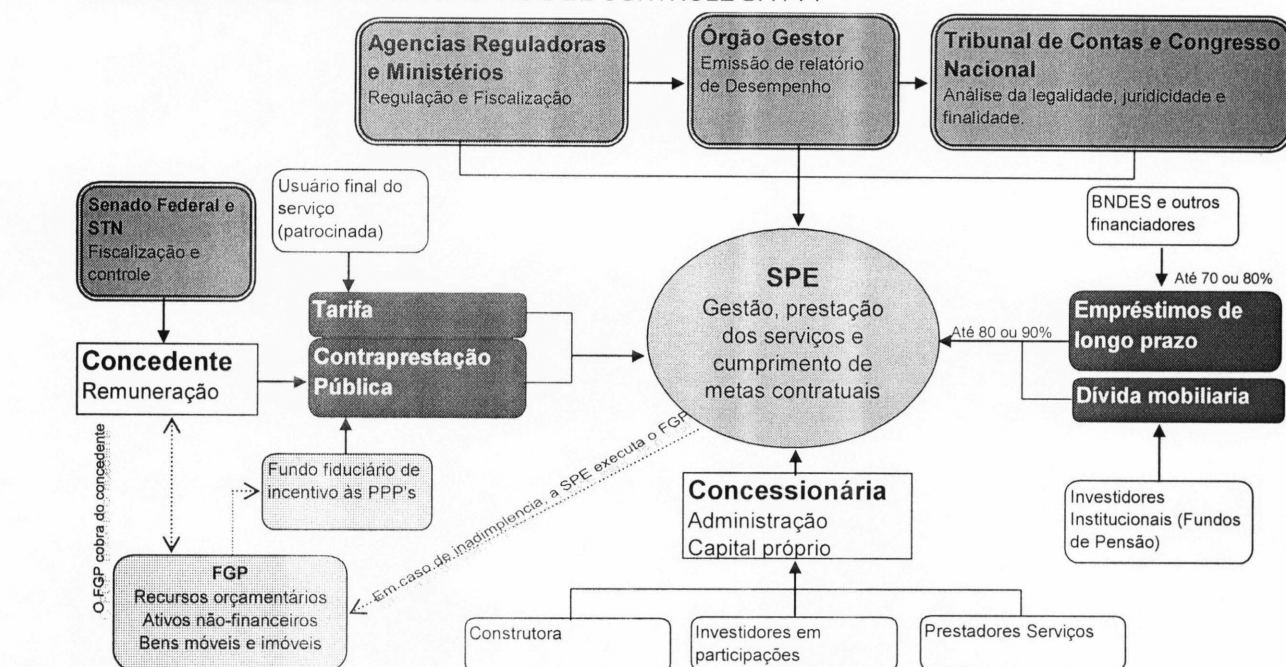 Agencias Reguladoras
e Ministérios
Regulação e Fiscalização
Órgão Gestor
Emissão de relatório
de Desempenho
Tribunal de Contas e Congresso
Nacional
Análise da legalidade, juridicidade e
finalidade.
Senado Federal e
STN
Fiscalização e
controle
Usuário final do
serviço
(patrocinada)
BNDES e outros
financiadores
Até 70 ou 80%
Tarifa
Contraprestação
Pública
Concedente
Remuneração
SPE
Gestão, prestação
dos serviços e
cumprimento de
metas contratuais
Até 80 ou 90%
Empréstimos de
longo prazo
Dívida mobiliaria
O FGP cobra do concedente
Fundo fiduciário de
incentivo às PPP's
Em caso de inadimplencia, a SPE executa o FGP
Concessionária
Administração
Capital próprio
Investidores
Institucionais (Fundos
de Pensão)
FGP
Recursos orçamentários
Ativos não-financeiros
Bens móveis e imóveis
Construtora
Investidores em
participações
Prestadores Serviços